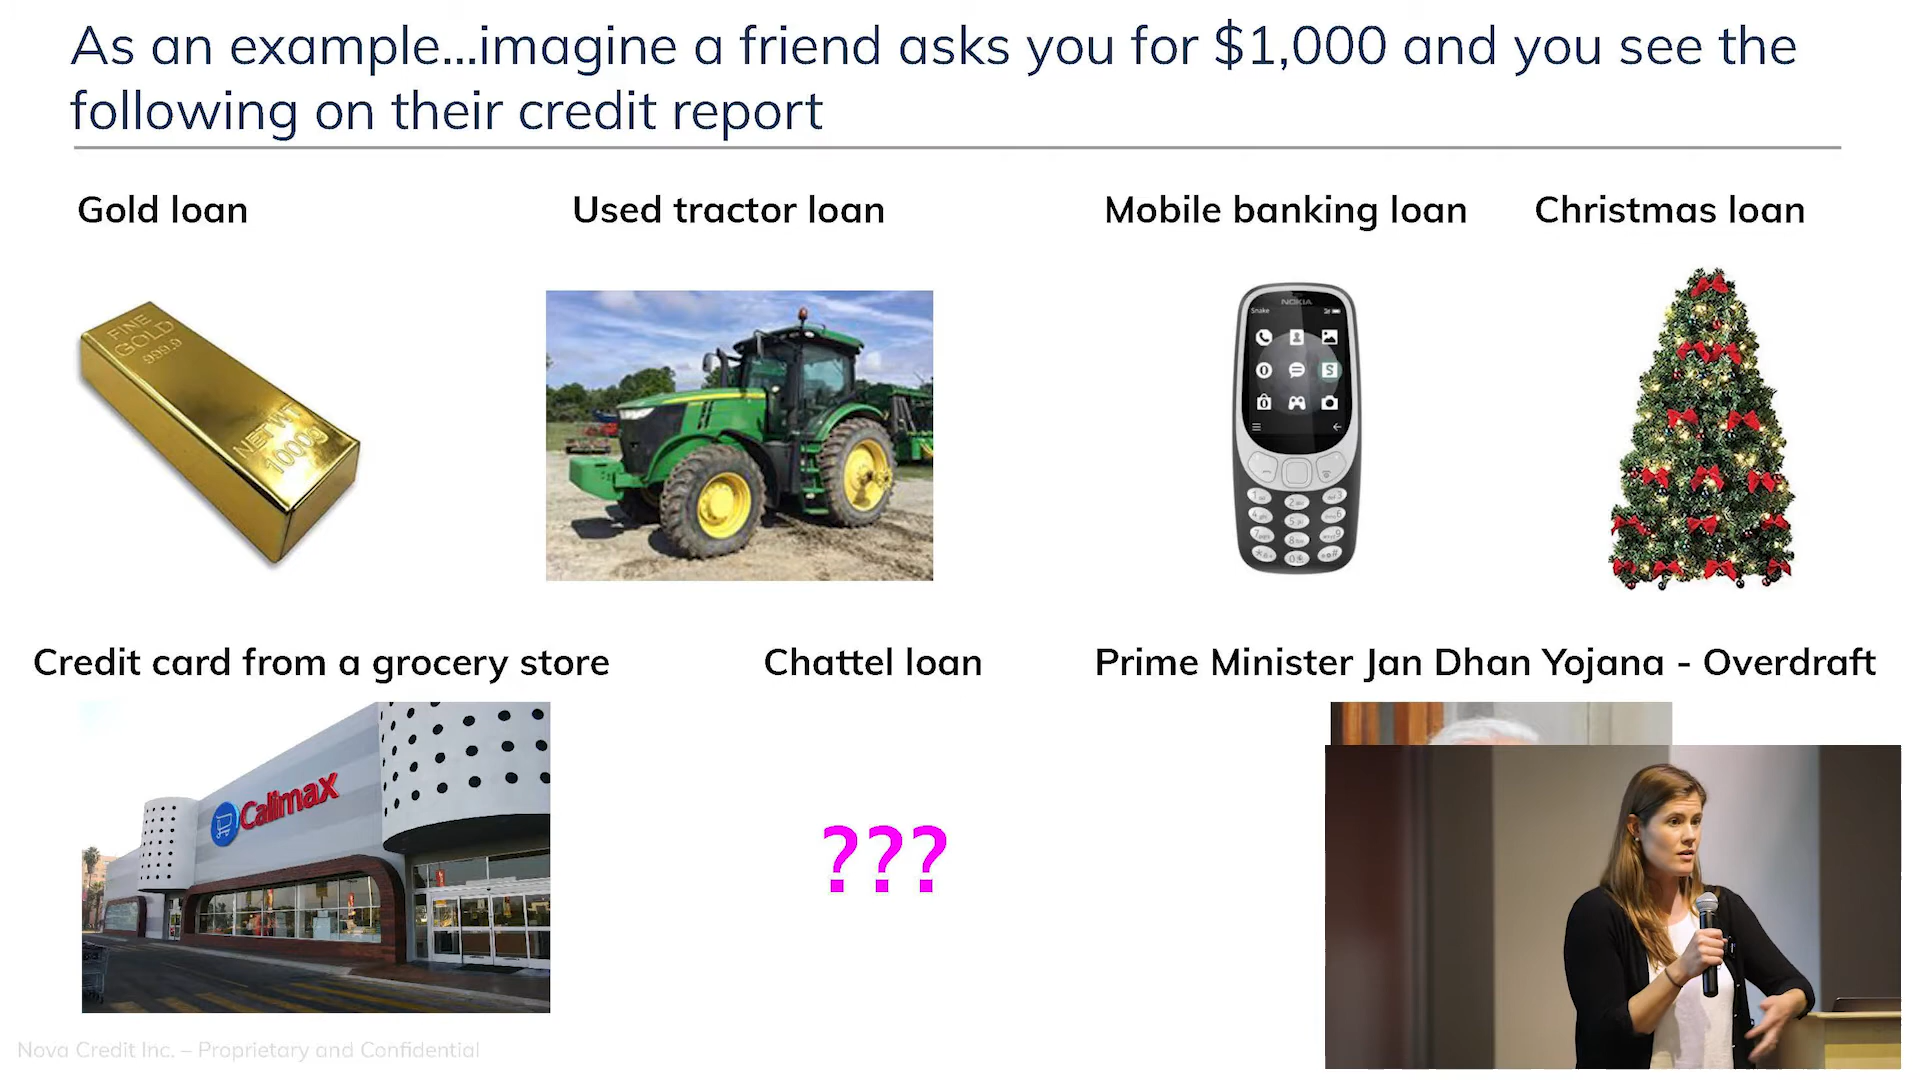 As an example...imagine a friend asks you for $1,000 and you see the
following on their credit report
Gold loan
Used tractor loan
Mobile banking loan
Christmas loan
FINE
GOLD
999.9
NET WT
1000g
NOKIA
Snake
Credit card from a grocery store
Chattel loan
Prime Minister Jan Dhan Yojana - Overdraft
Calimax
???
Nova Credit Inc. – Proprietary and Confidential